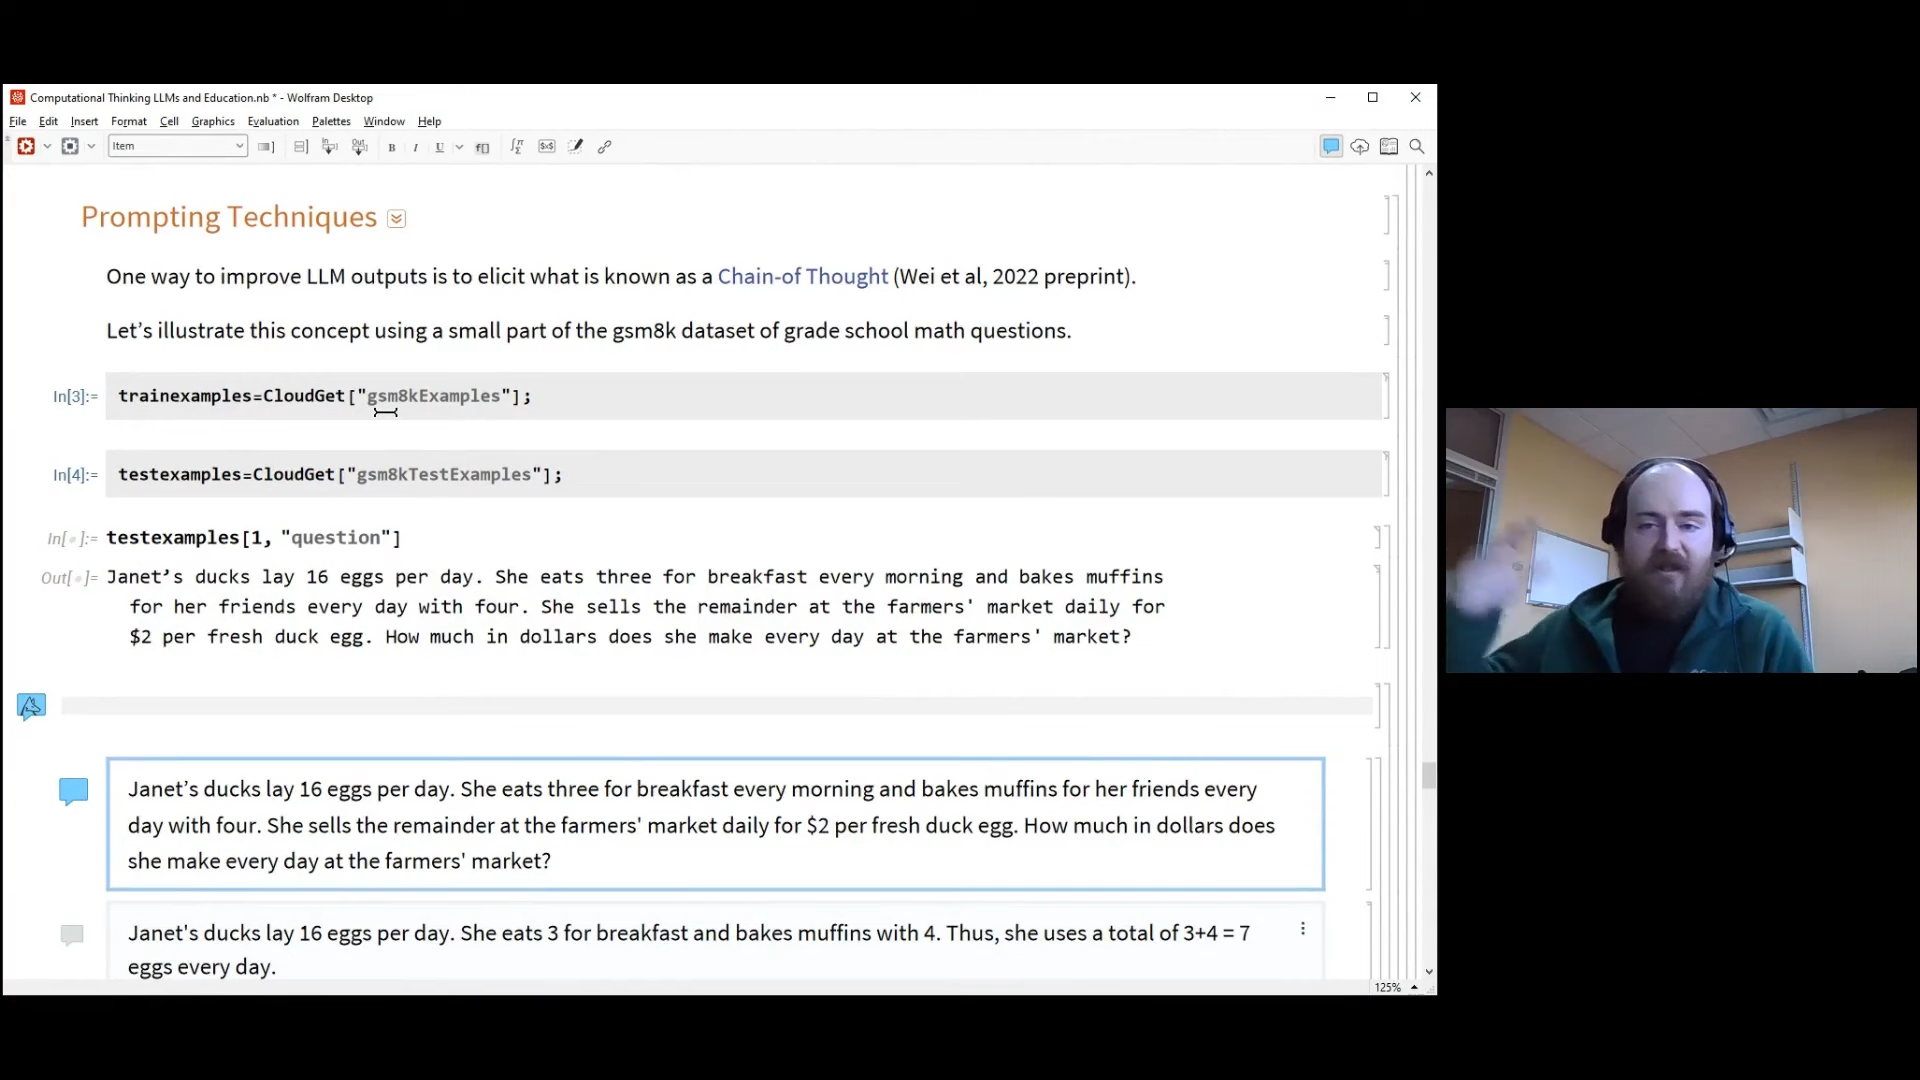 Computational Thinking LLMs and Education.nb * - Wolfram Desktop
File Edit Insert Format Cell Graphics Evaluation Palettes Window Help
Item
B I U f[]
Prompting Techniques
One way to improve LLM outputs is to elicit what is known as a Chain-of Thought (Wei et al, 2022 preprint).
Let’s illustrate this concept using a small part of the gsm8k dataset of grade school math questions.
In[3]:= trainexamples=CloudGet["gsm8kExamples"];
In[4]:= testexamples=CloudGet["gsm8kTestExamples"];
In[ ]:= testexamples[1, "question"]
Out[ ]= Janet’s ducks lay 16 eggs per day. She eats three for breakfast every morning and bakes muffins
for her friends every day with four. She sells the remainder at the farmers' market daily for
$2 per fresh duck egg. How much in dollars does she make every day at the farmers' market?
Janet’s ducks lay 16 eggs per day. She eats three for breakfast every morning and bakes muffins for her friends every
day with four. She sells the remainder at the farmers' market daily for $2 per fresh duck egg. How much in dollars does
she make every day at the farmers' market?
Janet's ducks lay 16 eggs per day. She eats 3 for breakfast and bakes muffins with 4. Thus, she uses a total of 3+4 = 7
eggs every day.
125%